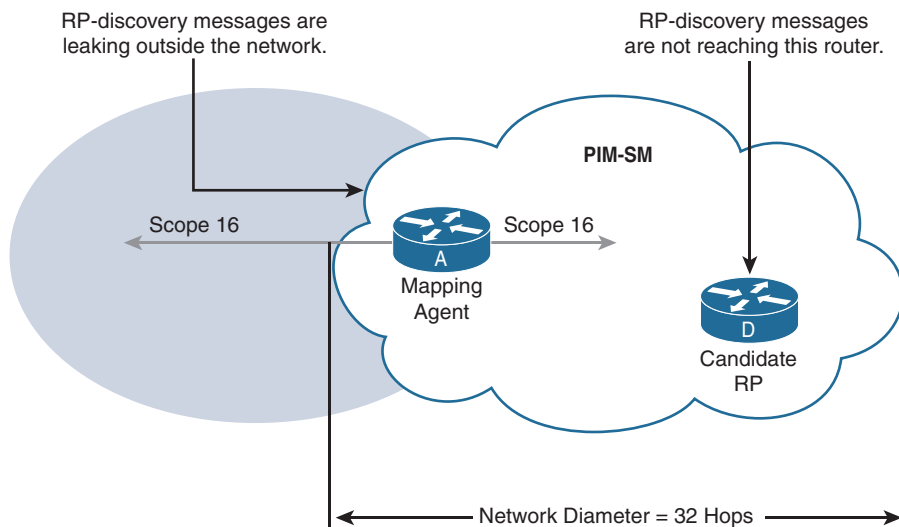 RP-discovery messages are
leaking outside the network.
RP-discovery messages
are not reaching this router.
PIM-SM
Scope 16
Scope 16
A
Mapping
Agent
D
Candidate
RP
Network Diameter = 32 Hops